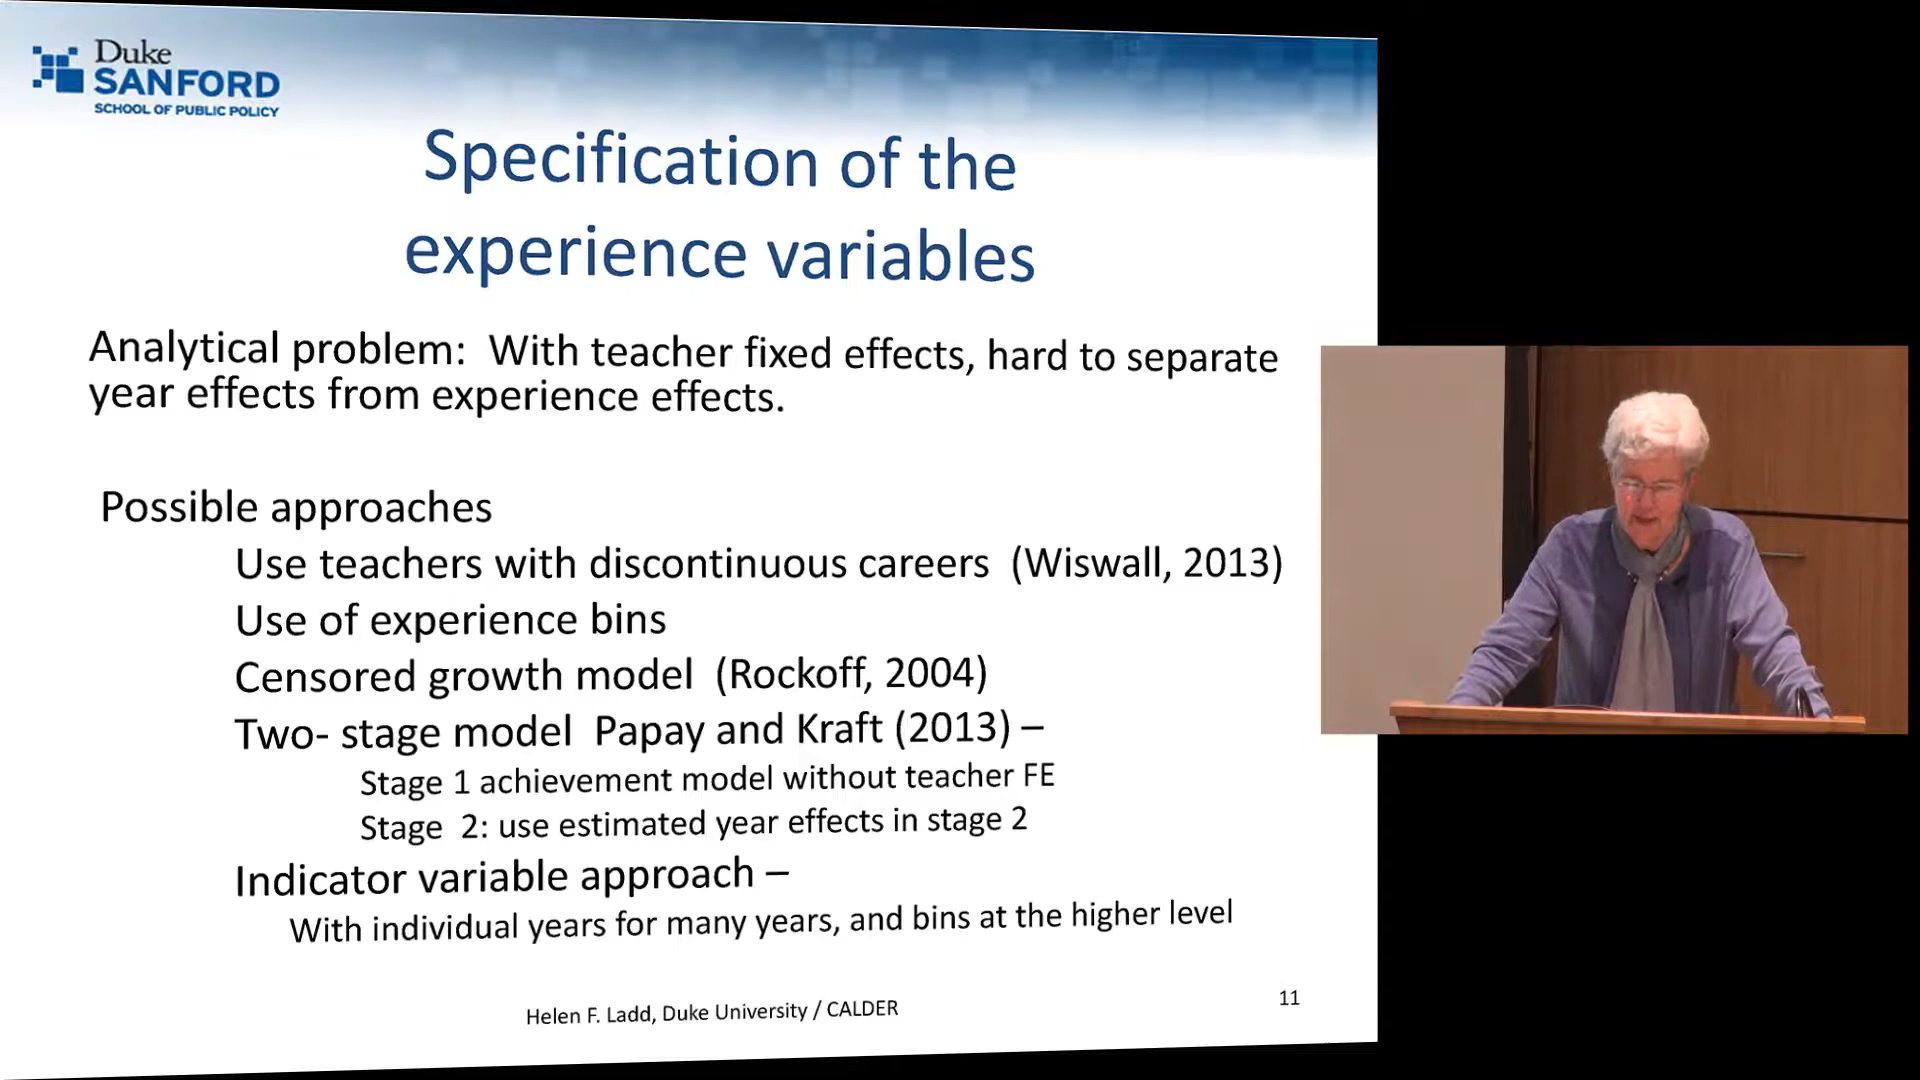 Duke
SANFORD
SCHOOL OF PUBLIC POLICY
Specification of the
experience variables
Analytical problem:  With teacher fixed effects, hard to separate
year effects from experience effects.
Possible approaches
Use teachers with discontinuous careers  (Wiswall, 2013)
Use of experience bins
Censored growth model  (Rockoff, 2004)
Two- stage model  Papay and Kraft (2013) –
Stage 1 achievement model without teacher FE
Stage  2: use estimated year effects in stage 2
Indicator variable approach –
With individual years for many years, and bins at the higher level
Helen F. Ladd, Duke University / CALDER
11